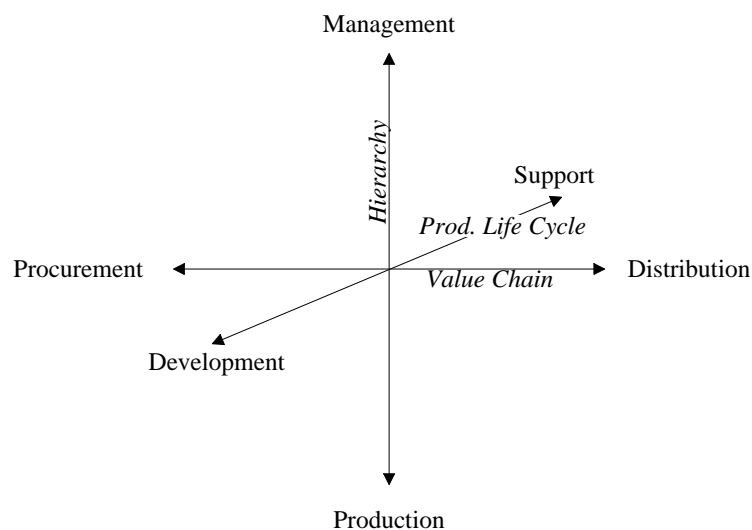 Management
Hierarchy
Support
Prod. Life Cycle
Procurement
Value Chain
Distribution
Development
Production